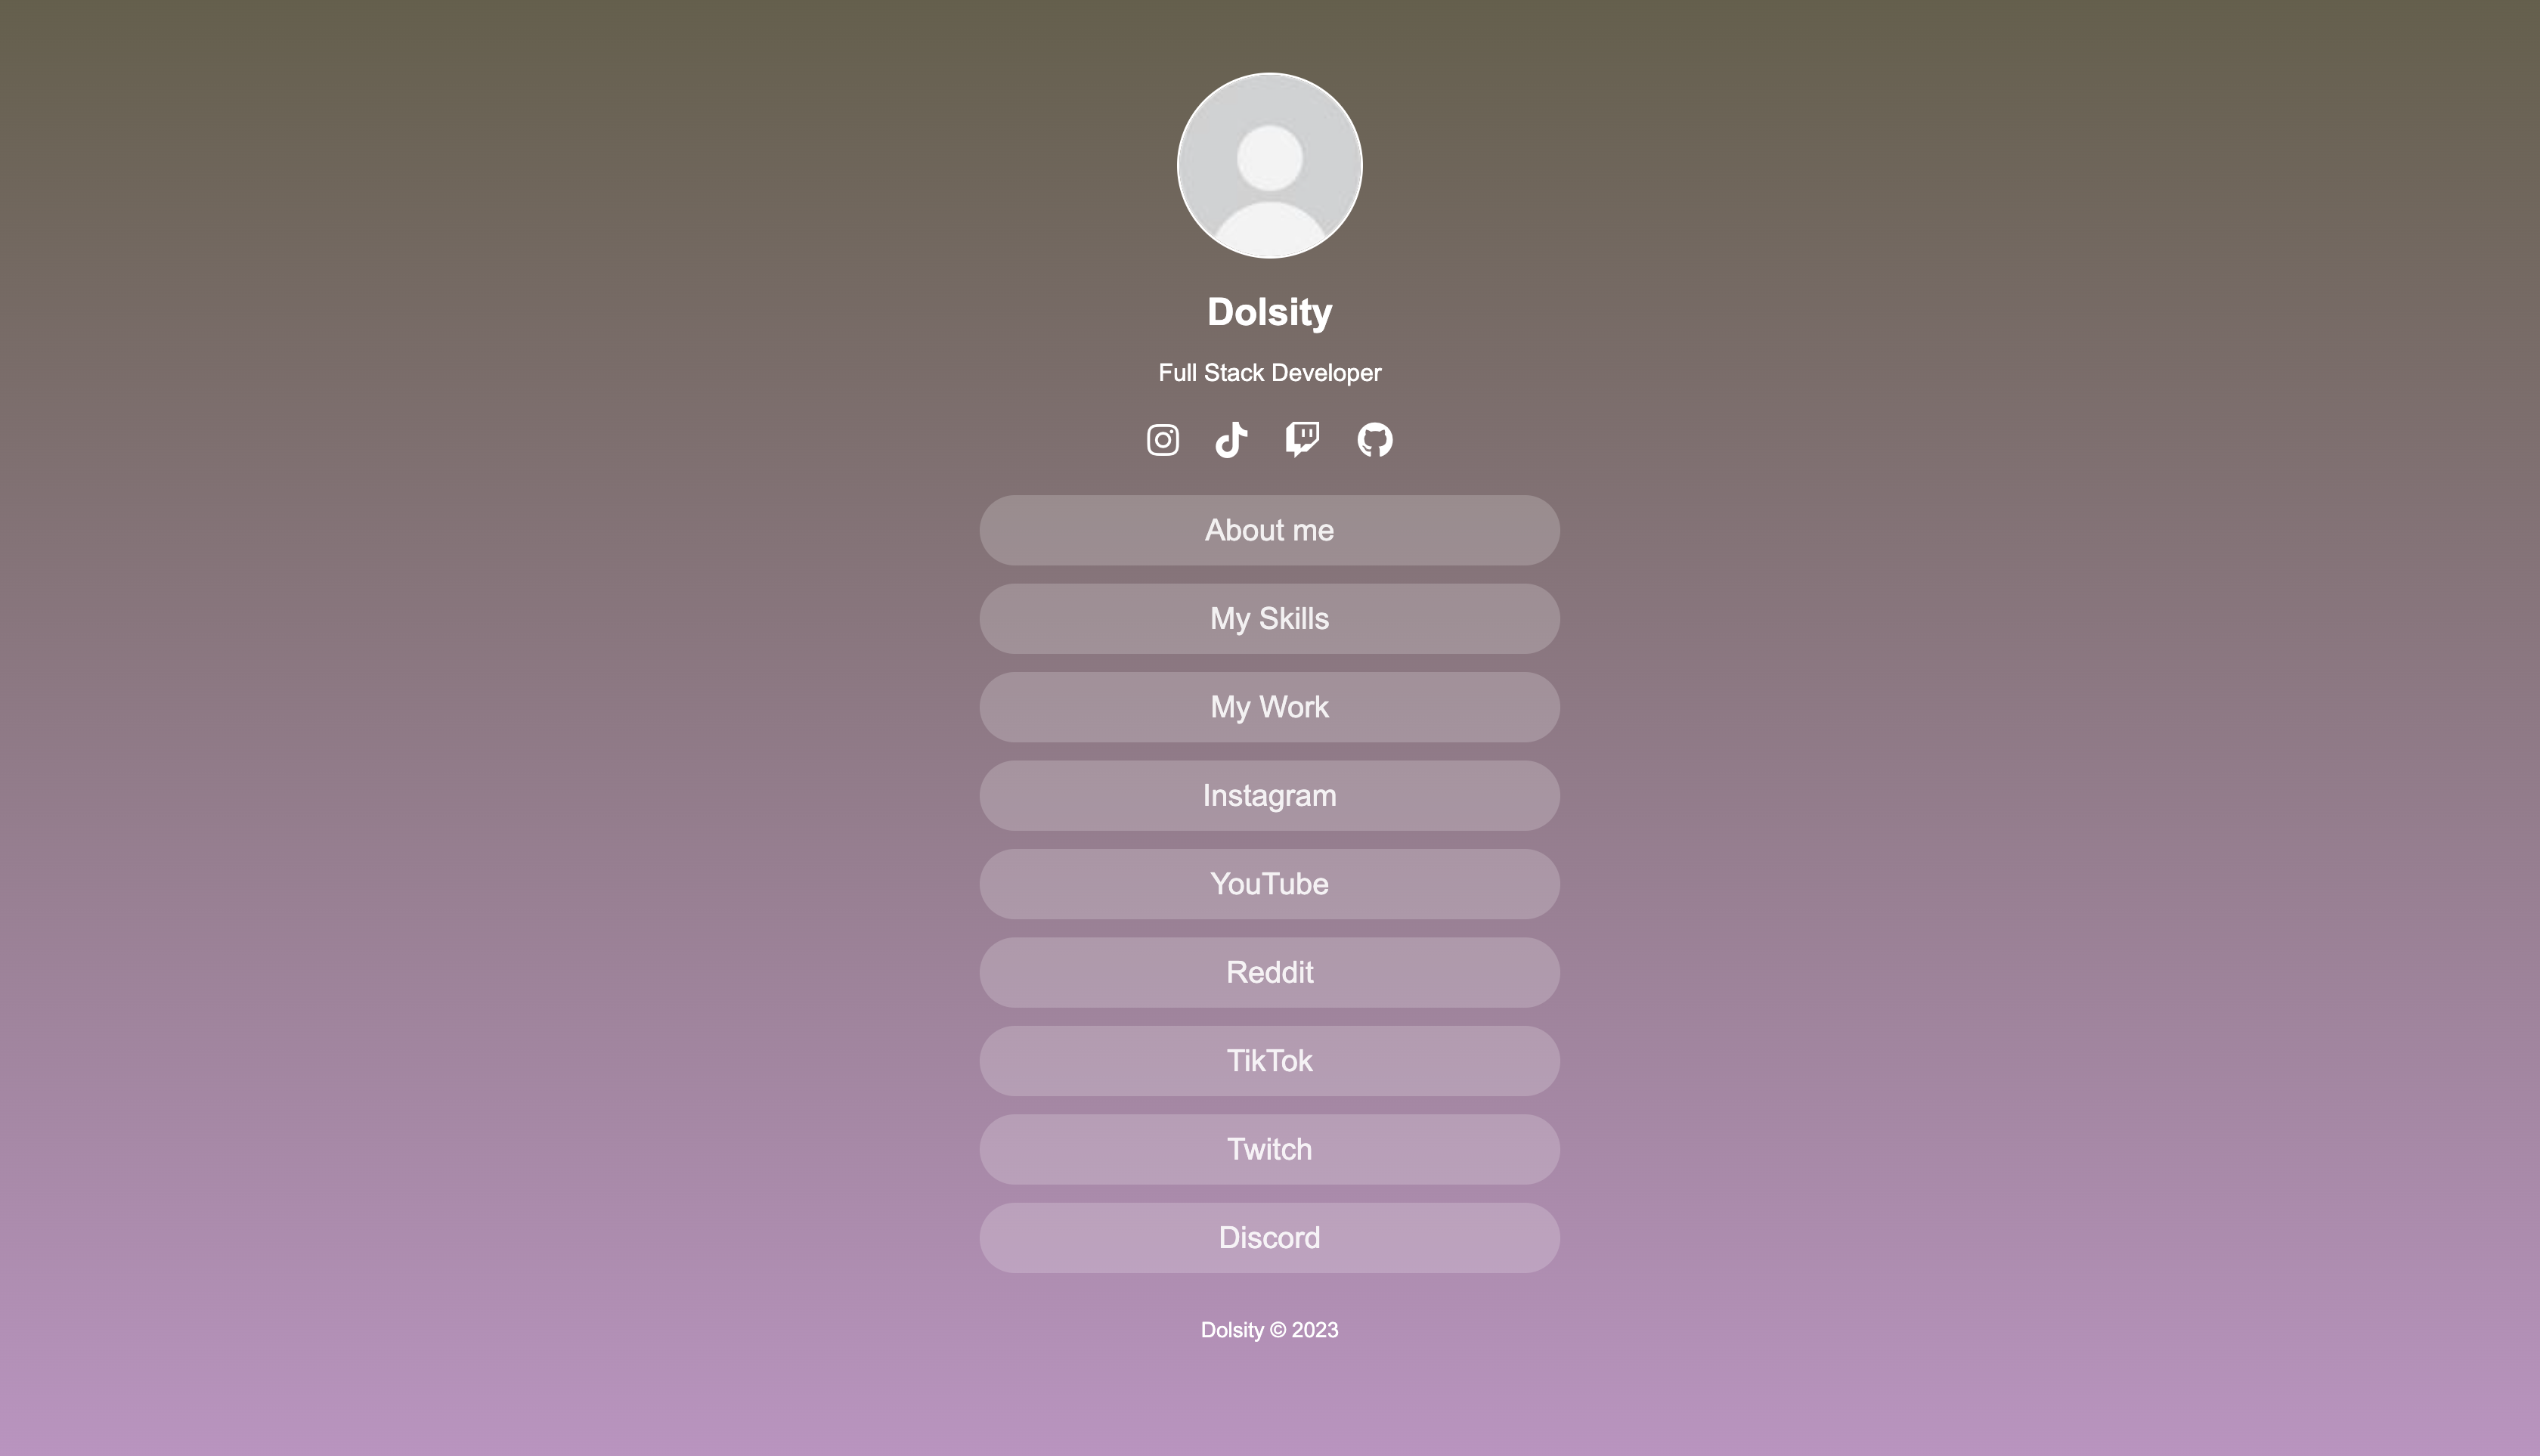 Dolsity
Full Stack Developer
About me
My Skills
My Work
Instagram
YouTube
Reddit
TikTok
Twitch
Discord
Dolsity © 2023